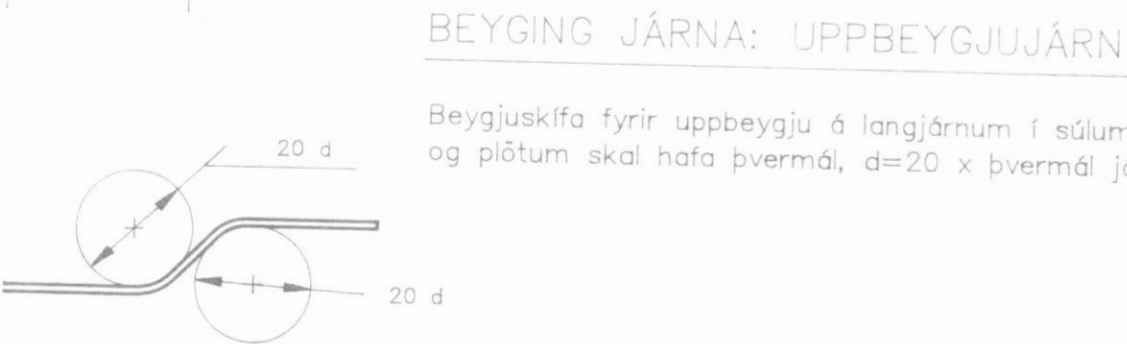 BEYGING JÁRNA: UPPBEYGJUJÁRN
Beygjuskífa fyrir uppbeygju á langjárnum í súlum
og plötum skal hafa þvermál, d=20 x þvermál
20 d
20 d